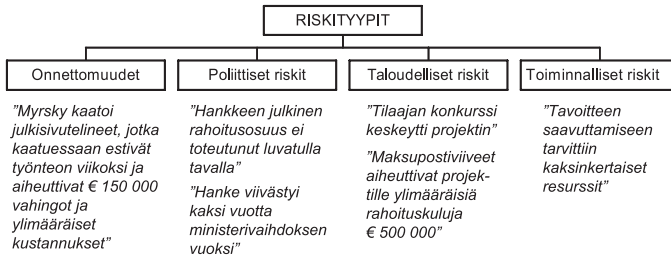 RISKITYYPIT
Onnettomuudet
Poliittiset riskit
Taloudelliset riskit
Toiminnalliset riskit
”Myrsky kaatoi
julkisivutelineet, jotka
kaatuessaan estivät
työnteon viikoksi ja
aiheuttivat € 150 000
vahingot ja
ylimääräiset
kustannukset”
”Hankkeen julkinen
rahoitusosuus ei
toteutunut luvatulla
tavalla”
”Hanke viivästyi
kaksi vuotta
ministerivaihdoksen
vuoksi”
”Tilaajan konkurssi
keskeytti projektin”
”Maksupostiviiveet
aiheuttivat projek-
tille ylimääräisiä
rahoituskuluja
€ 500 000”
”Tavoitteen
saavuttamiseen
tarvittiin
kaksinkertaiset
resurssit”